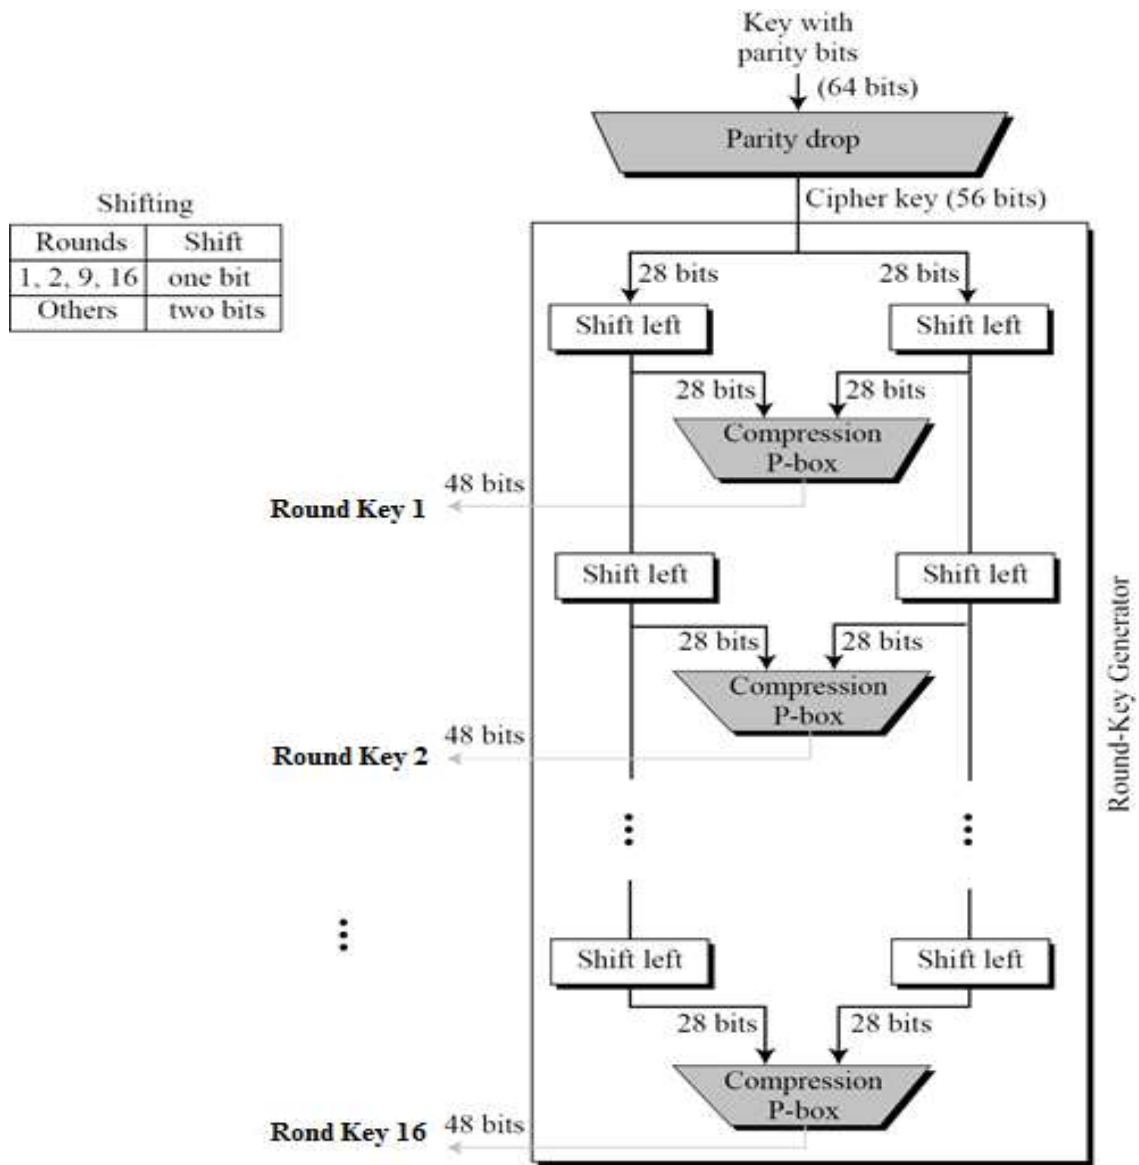 Key with
parity bits
(64 bits)
Parity drop
Cipher key (56 bits)
Shifting
Rounds Shift
1, 2, 9, 16 one bit
Others two bits
28 bits 28 bits
Shift left Shift left
28 bits 28 bits
Compression
P-box
48 bits
Round Key 1
Shift left Shift left
28 bits 28 bits
Compression
P-box
48 bits
Round Key 2
Round-Key Generator
Shift left Shift left
28 bits 28 bits
Compression
P-box
48 bits
Rond Key 16